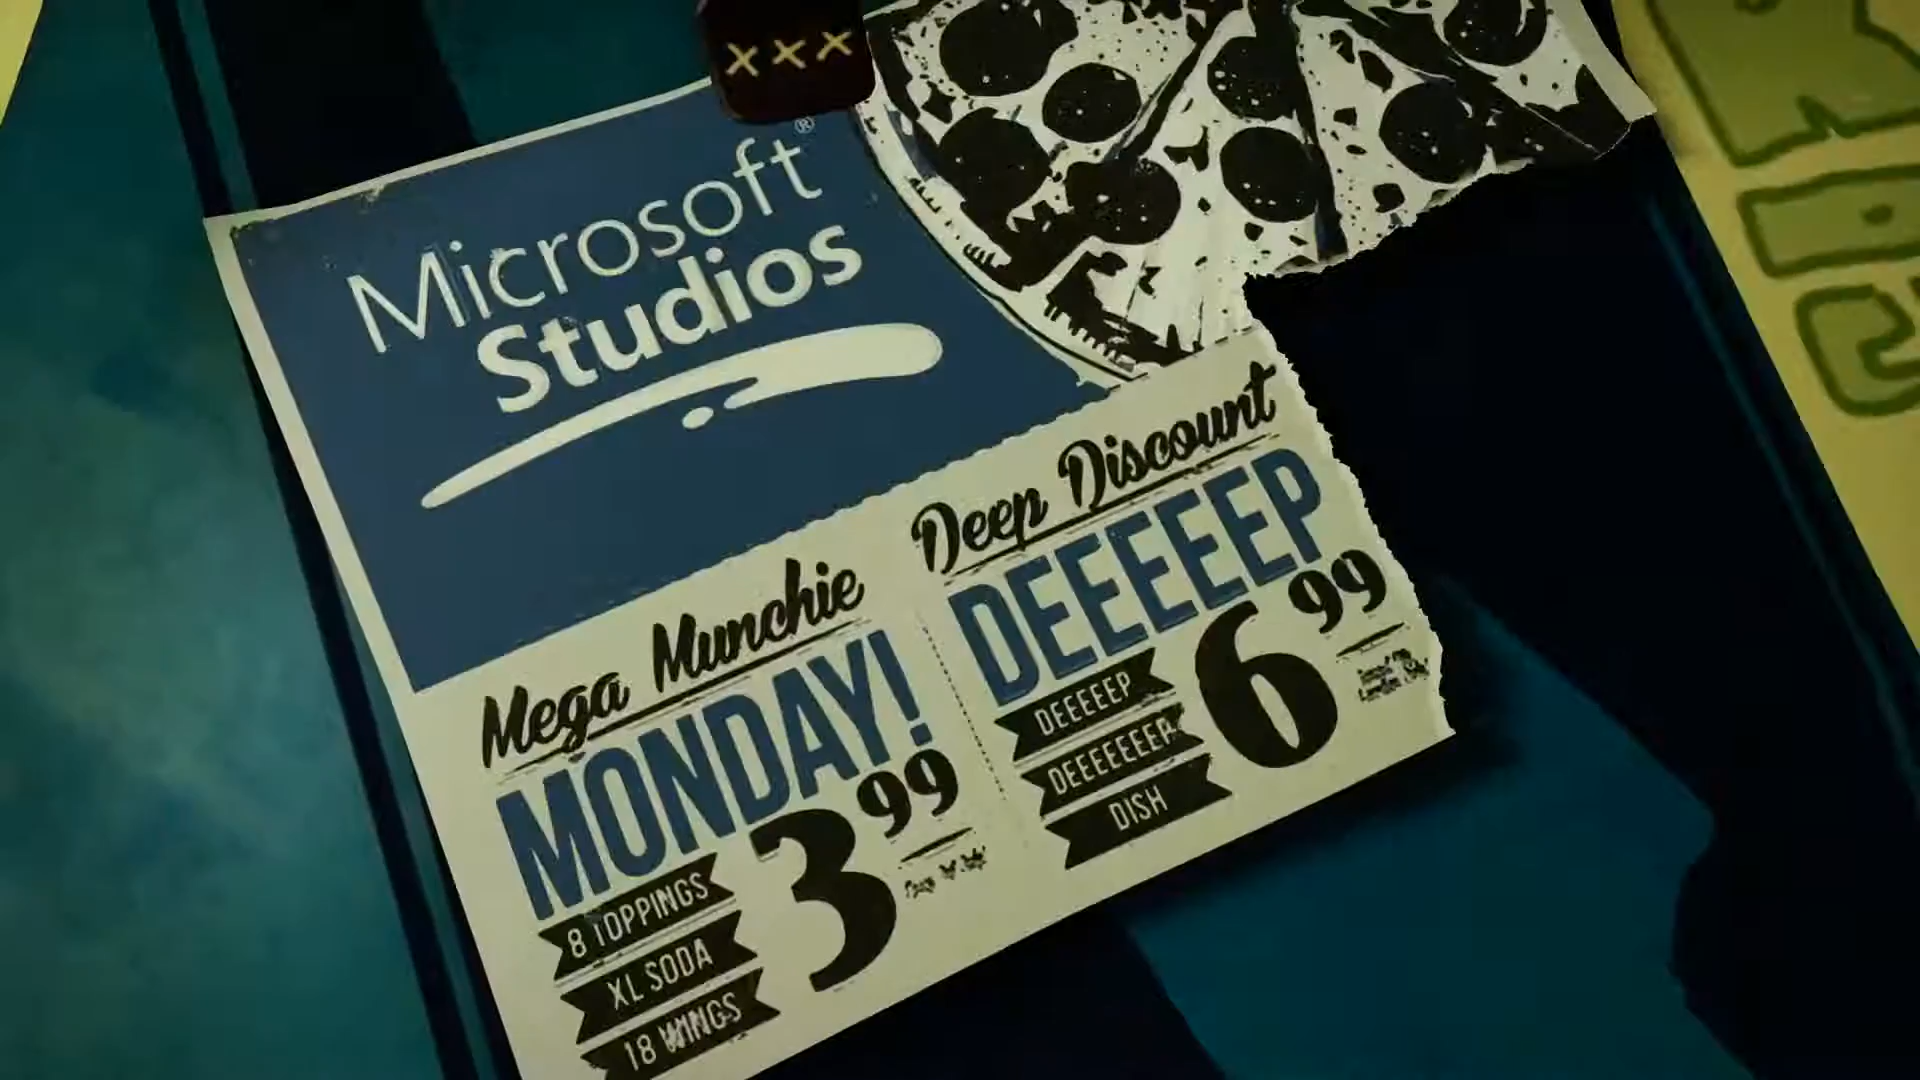 xxx
Microsoft®
Studios
Mega Munchie
MONDAY!
3 99
8 TOPPINGS
XL SODA
18 WINGS
Deep Discount
DEEEEEP
6 99
DEEEEEP
DEEEEEEEP
DISH